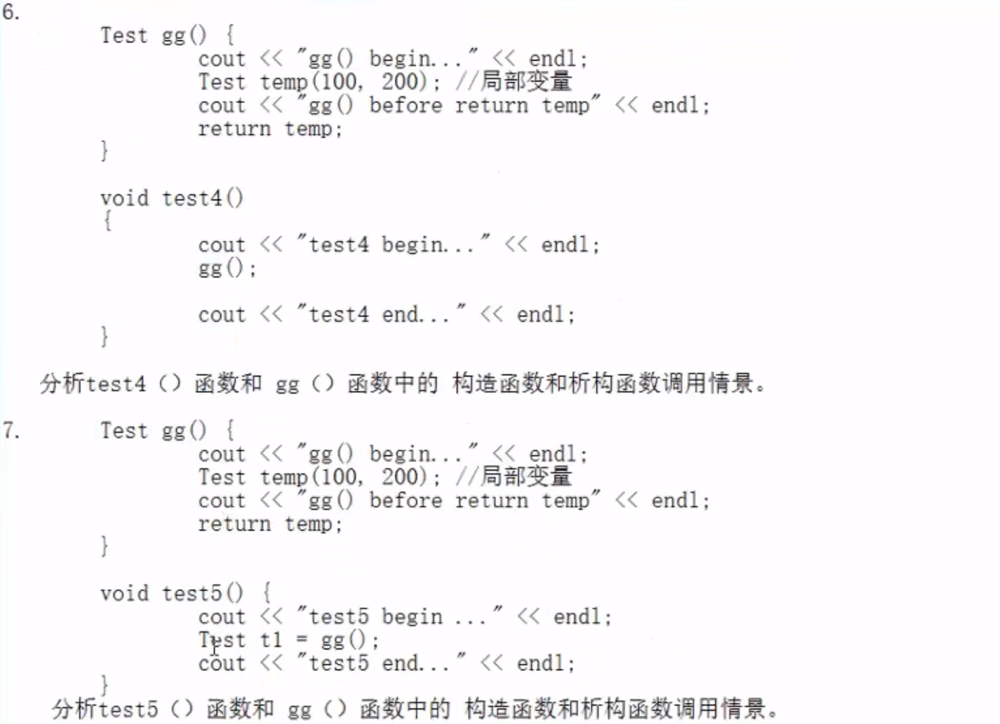 6.
Test gg() {
cout << "gg() begin..." << endl;
Test temp(100, 200); //局部变量
cout << "gg() before return temp" << endl;
return temp;
}
void test4()
{
cout << "test4 begin..." << endl;
gg();
cout << "test4 end..." << endl;
}
分析test4（）函数和 gg（）函数中的 构造函数和析构函数调用情景。
7. Test gg() {
cout << "gg() begin..." << endl;
Test temp(100, 200); //局部变量
cout << "gg() before return temp" << endl;
return temp;
}
void test5() {
cout << "test5 begin ..." << endl;
Test t1 = gg();
cout << "test5 end..." << endl;
}
分析test5（）函数和 gg（）函数中的 构造函数和析构函数调用情景。